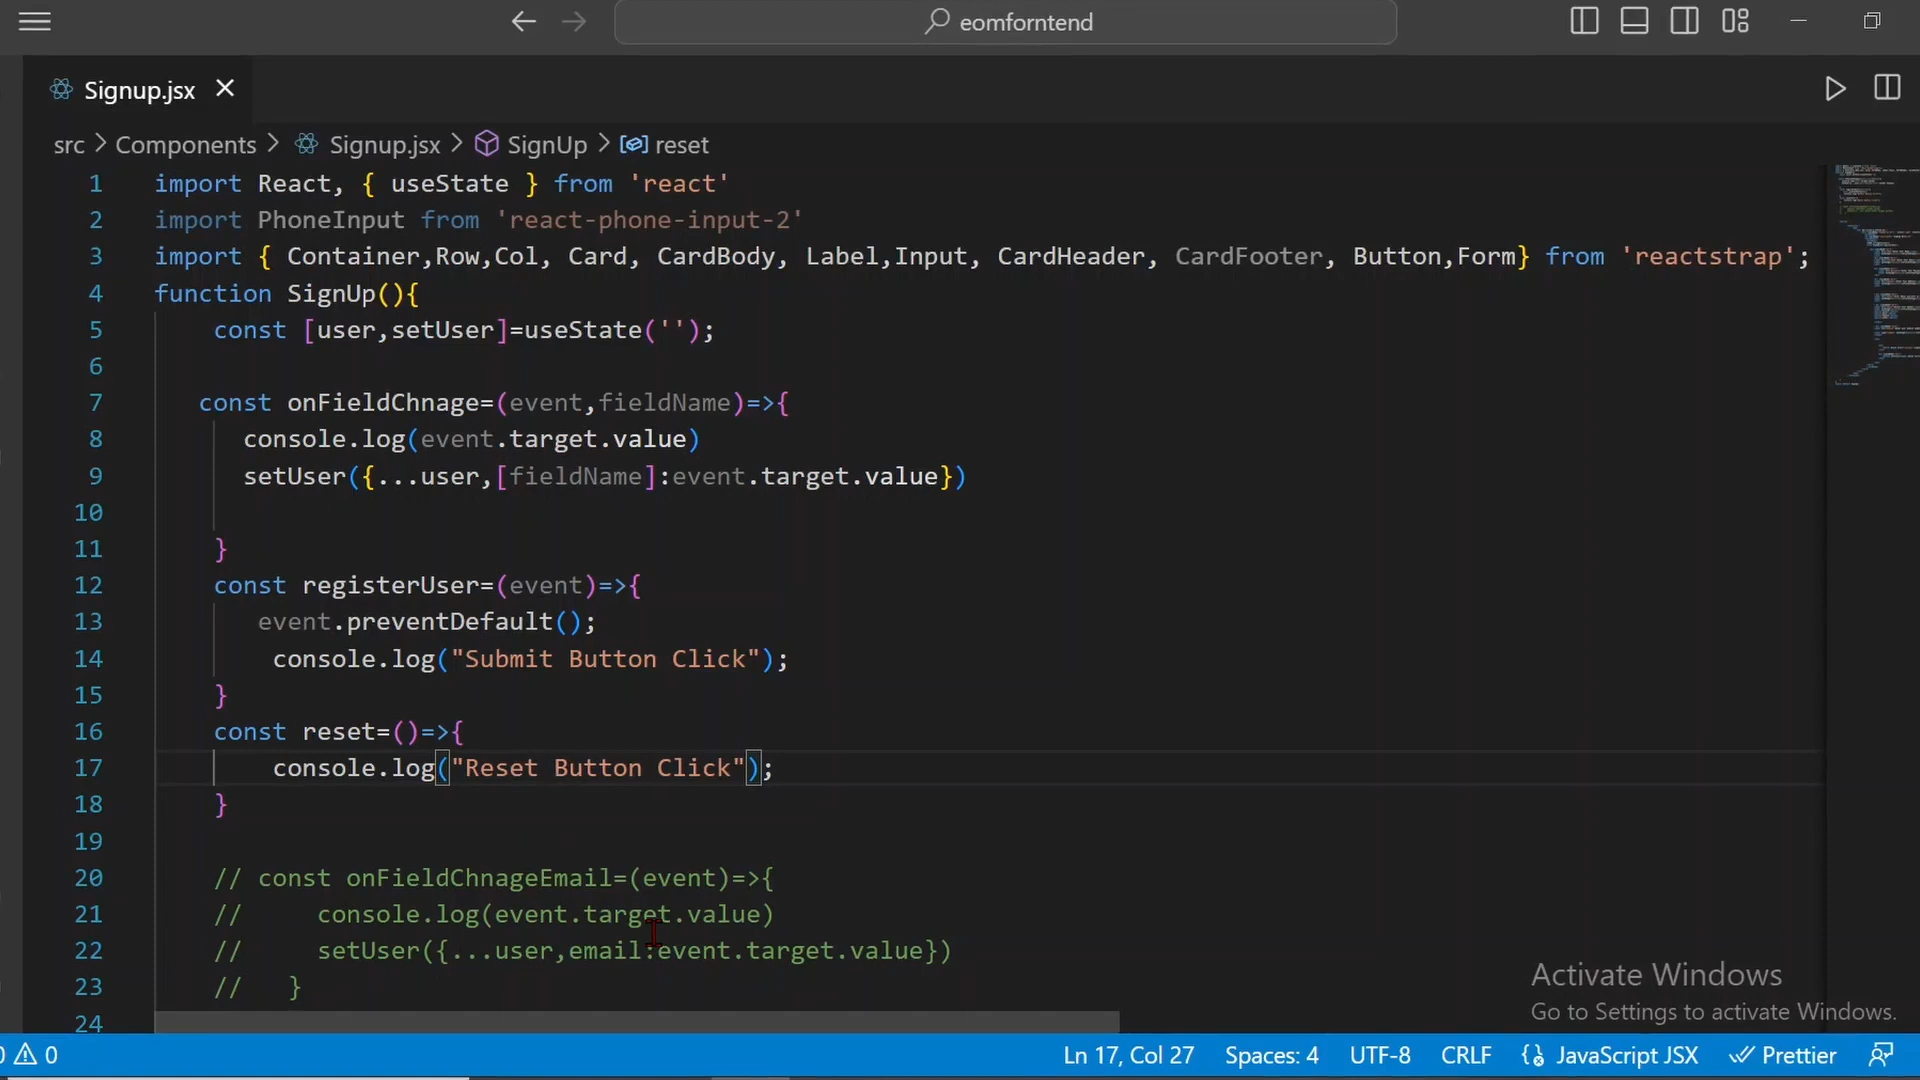 eomforntend
Signup.jsx
src > Components > Signup.jsx > SignUp > reset
1 import React, { useState } from 'react'
2 import PhoneInput from 'react-phone-input-2'
3 import { Container,Row,Col, Card, CardBody, Label,Input, CardHeader, CardFooter, Button,Form} from 'reactstrap';
4 function SignUp(){
5 const [user,setUser]=useState('');
6
7 const onFieldChnage=(event,fieldName)=>{
8 console.log(event.target.value)
9 setUser({...user,[fieldName]:event.target.value})
10
11 }
12 const registerUser=(event)=>{
13 event.preventDefault();
14 console.log("Submit Button Click");
15 }
16 const reset=()=>{
17 console.log("Reset Button Click");
18 }
19
20 // const onFieldChnageEmail=(event)=>{
21 // console.log(event.target.value)
22 // setUser({...user,email:event.target.value})
23 // }
24
Activate Windows
Go to Settings to activate Windows.
0 Ln 17, Col 27 Spaces: 4 UTF-8 CRLF JavaScript JSX Prettier